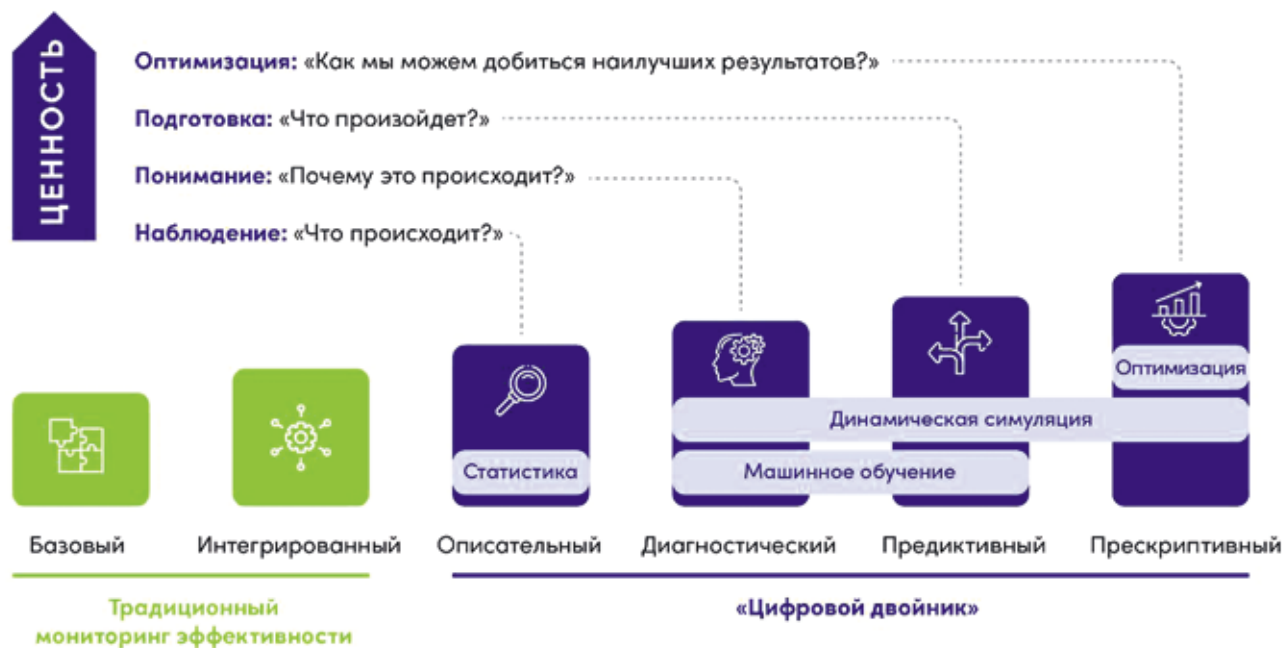 ЦЕННОСТЬ
Оптимизация: «Как мы можем добиться наилучших результатов?»
Подготовка: «Что произойдет?»
Понимание: «Почему это происходит?»
Наблюдение: «Что происходит?»
Оптимизация
Динамическая симуляция
Статистика
Машинное обучение
Базовый
Интегрированный
Описательный
Диагностический
Предиктивный
Прескриптивный
Традиционный
мониторинг эффективности
«Цифровой двойник»